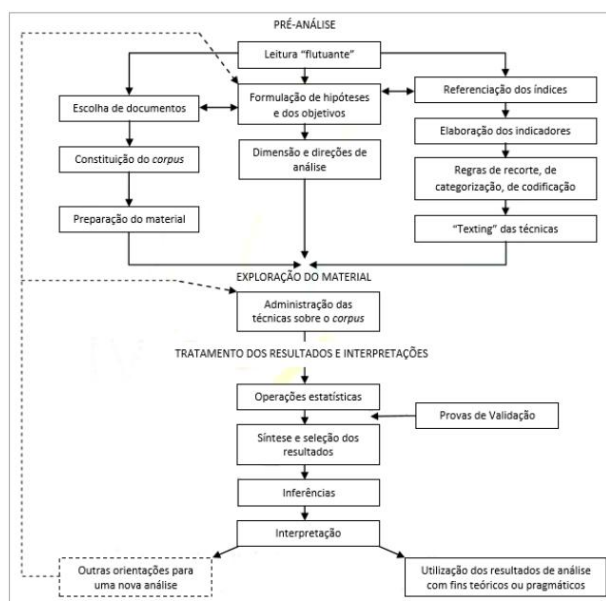 PRÉ-ANÁLISE
Leitura "flutuante"
Escolha de documentos
Formulação de hipóteses
e dos objetivos
Referenciação dos índices
Constituição do corpus
Dimensão e direções de
análise
Elaboração dos indicadores
Regras de recorte, de
categorização, de codificação
Preparação do material
"Texting" das técnicas
EXPLORAÇÃO DO MATERIAL
Administração das
técnicas sobre o corpus
TRATAMENTO DOS RESULTADOS E INTERPRETAÇÕES
Operações estatísticas
Provas de Validação
Síntese e seleção dos
resultados
Inferências
Interpretação
Outras orientações para
uma nova análise
Utilização dos resultados de análise
com fins teóricos ou pragmáticos